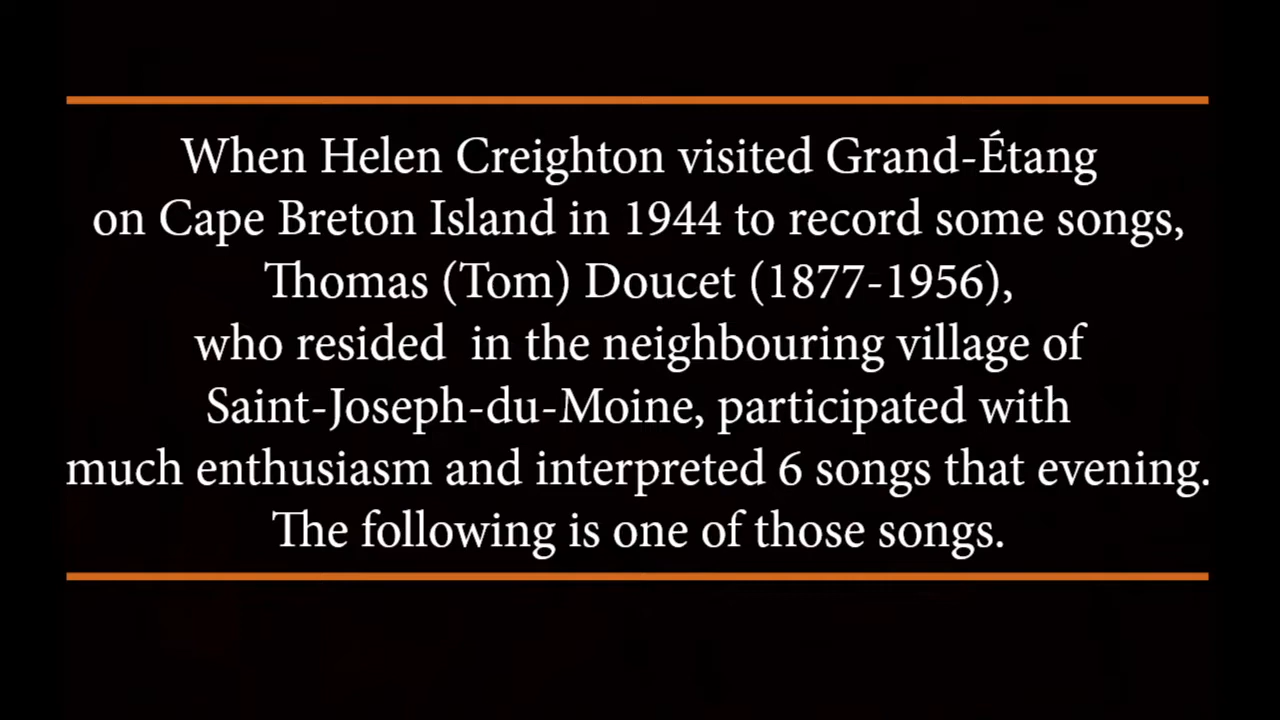 When Helen Creighton visited Grand-Étang
on Cape Breton Island in 1944 to record some songs,
Thomas (Tom) Doucet (1877-1956),
who resided  in the neighbouring village of
Saint-Joseph-du-Moine, participated with
much enthusiasm and interpreted 6 songs that evening.
The following is one of those songs.